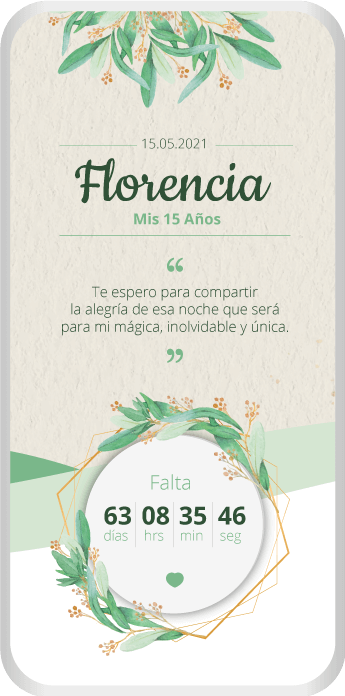 15.05.2021
Florencia
Mis 15 Años
“
Te espero para compartir
la alegría de esa noche que será
para mi mágica, inolvidable y única.
”
Falta
63 08 35 46
días hrs min seg